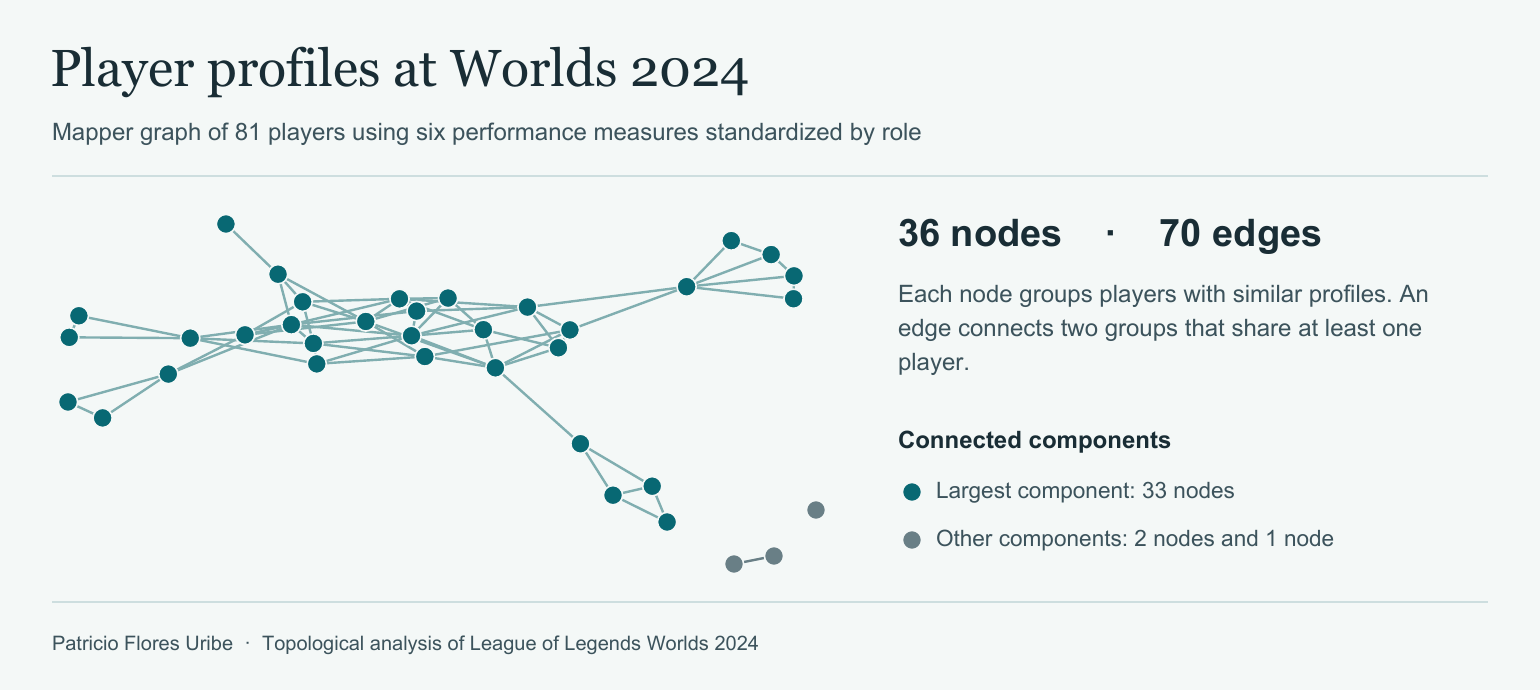 Player profiles at Worlds 2024
Mapper graph of 81 players using six performance measures standardized by role
36 nodes · 70 edges
Each node groups players with similar profiles. An
edge connects two groups that share at least one
player.
Connected components
Largest component: 33 nodes
Other components: 2 nodes and 1 node
Patricio Flores Uribe · Topological analysis of League of Legends Worlds 2024